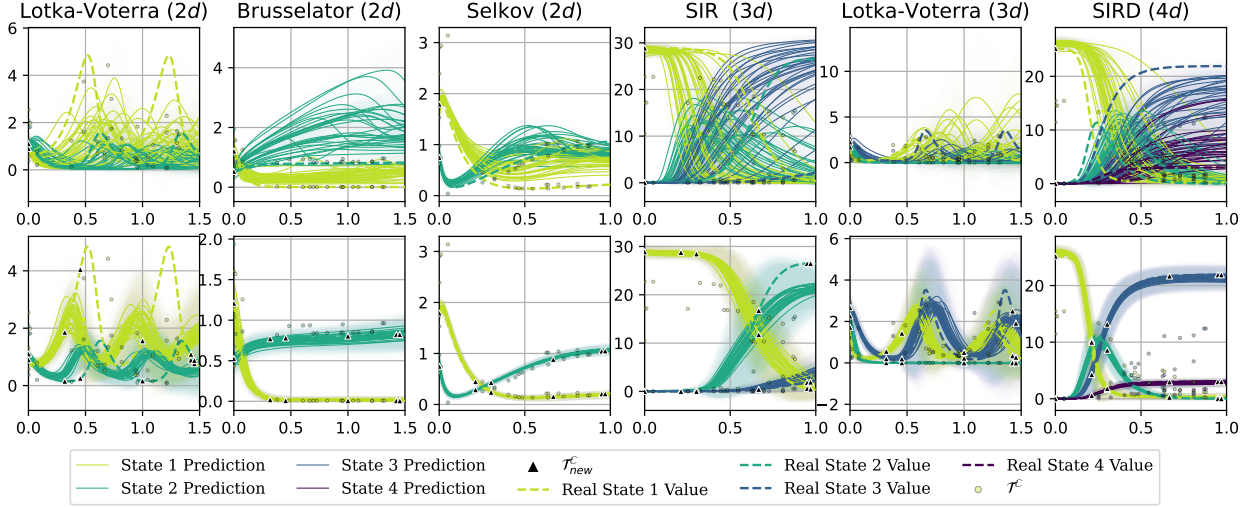 Lotka-Voterra (2d) Brusselator (2d) Selkov (2d) SIR (3d) Lotka-Voterra (3d) SIRD (4d)
6 4 2 0
4 2 0
3 2 1 0
30 20 10 0
10 5 0
20 10 0
0.0 0.5 1.0 1.5
0.0 0.5 1.0 1.5
0.0 0.5 1.0
0.0 0.5 1.0
0.0 0.5 1.0 1.5
0.0 0.5 1.0
4 2 0
2.0 1.5 1.0 0.5 0.0
3 2 1 0
30 20 10 0
6 4 2 0 −2
20 10 0
0.0 0.5 1.0 1.5
0.0 0.5 1.0 1.5
0.0 0.5 1.0
0.0 0.5 1.0
0.0 0.5 1.0 1.5
0.0 0.5 1.0
State 1 Prediction
State 2 Prediction
State 3 Prediction
State 4 Prediction
𝒯^ℂ_new
Real State 1 Value
Real State 2 Value
Real State 3 Value
Real State 4 Value
𝒯^ℂ